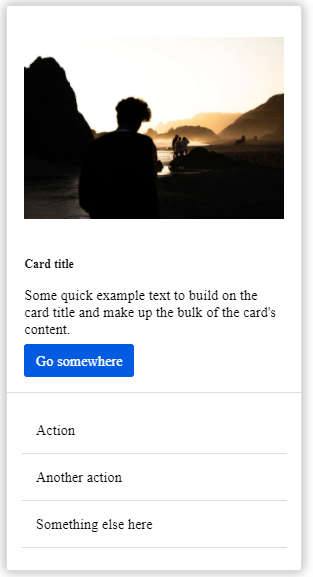 Card title
Some quick example text to build on the
card title and make up the bulk of the card's
content.
Go somewhere
Action
Another action
Something else here